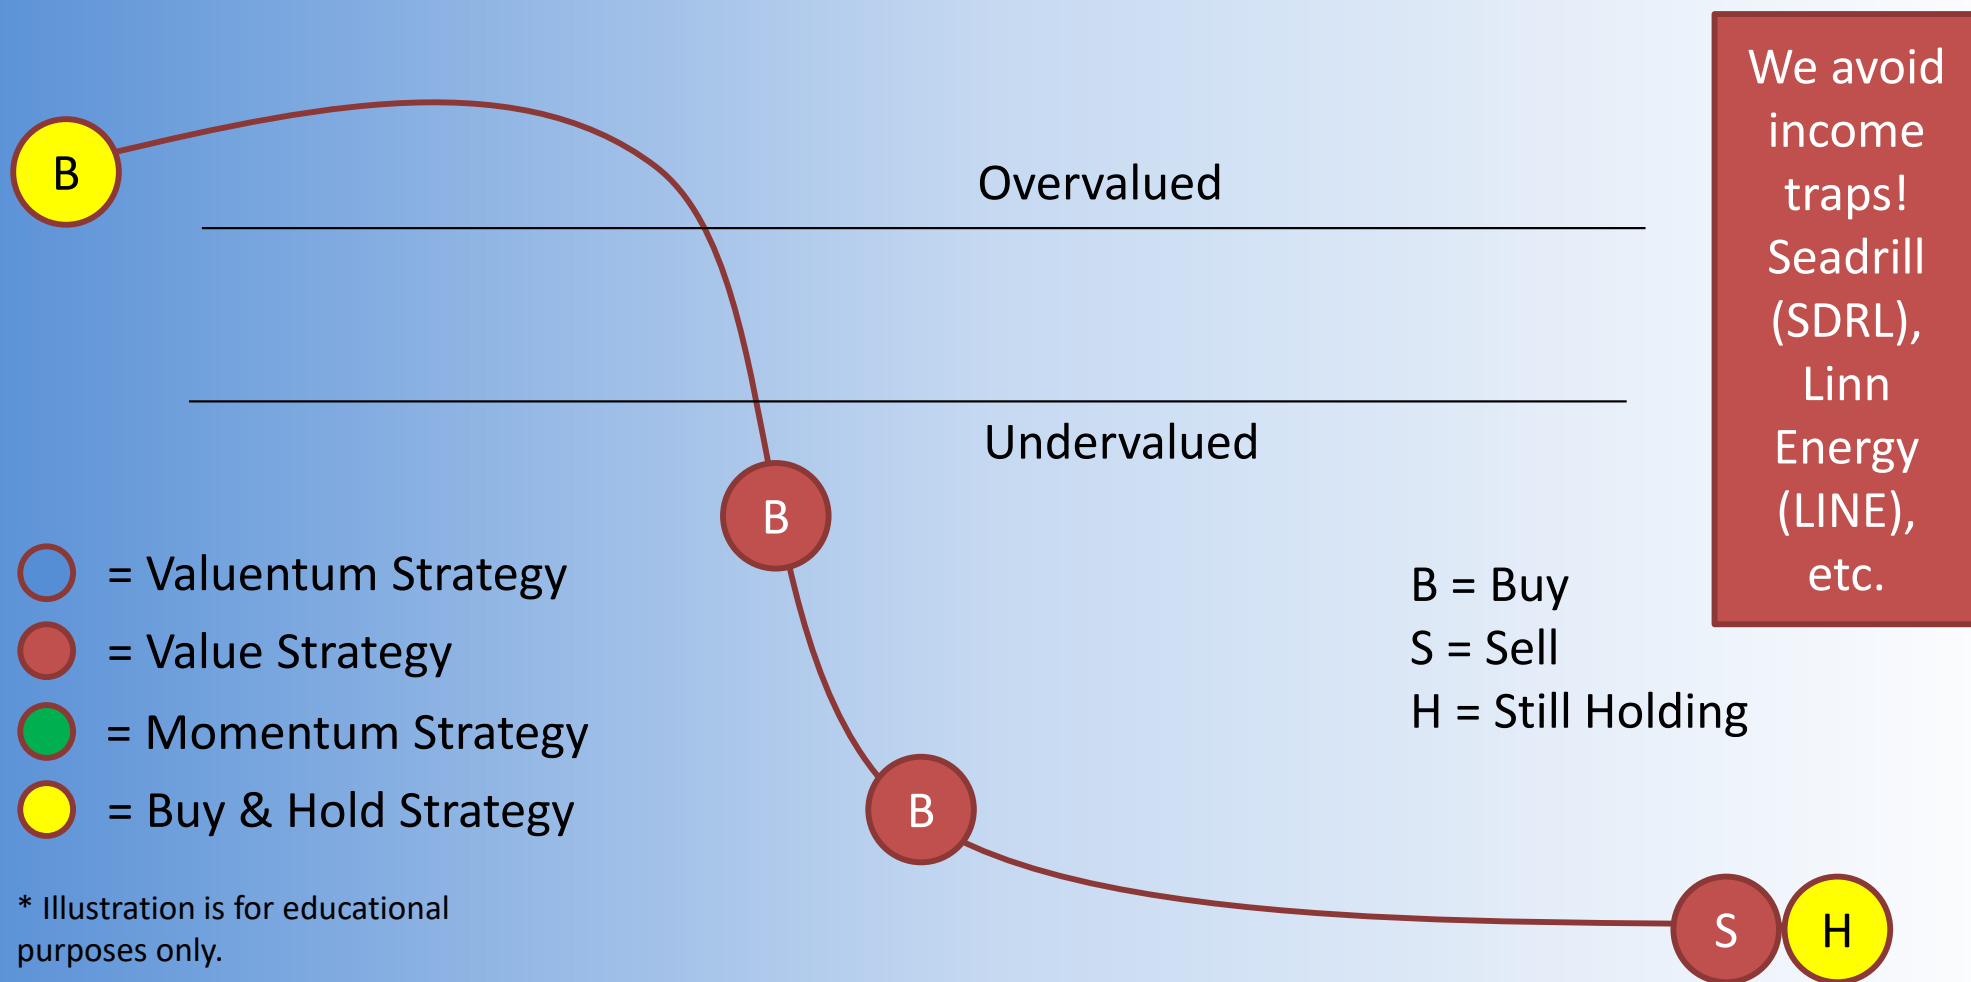 We avoid
income
traps!
Seadrill
(SDRL),
Linn
Energy
(LINE),
etc.
B
Overvalued
Undervalued
B
= Valuentum Strategy
= Value Strategy
= Momentum Strategy
= Buy & Hold Strategy
B = Buy
S = Sell
H = Still Holding
B
* Illustration is for educational
purposes only.
S
H